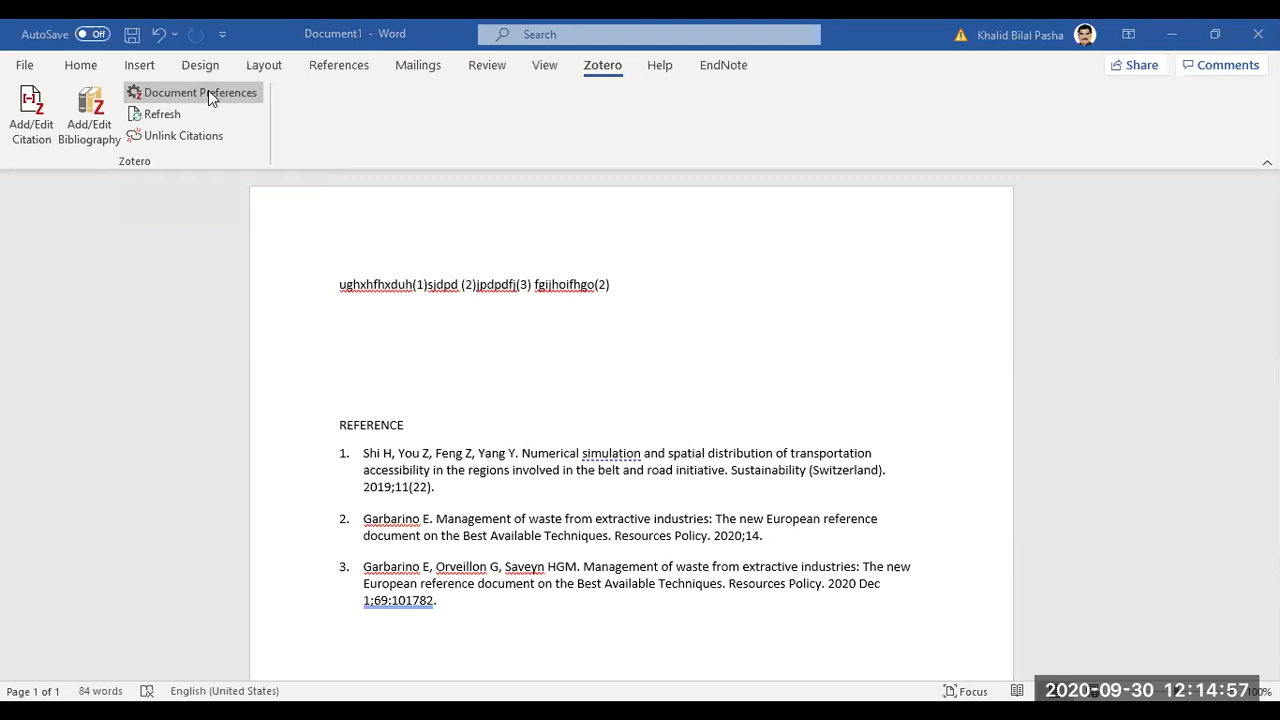 AutoSave Off Document1 - Word Search Khalid Bilal Pasha
File Home Insert Design Layout References Mailings Review View Zotero Help EndNote Share Comments
Add/Edit Citation
Add/Edit Bibliography
Document Preferences
Refresh
Unlink Citations
Zotero
ughxhfhxduh(1)sjdpd (2)jpdpdfj(3) fgijhoifhgo(2)
REFERENCE
1. Shi H, You Z, Feng Z, Yang Y. Numerical simulation and spatial distribution of transportation
accessibility in the regions involved in the belt and road initiative. Sustainability (Switzerland).
2019;11(22).
2. Garbarino E. Management of waste from extractive industries: The new European reference
document on the Best Available Techniques. Resources Policy. 2020;14.
3. Garbarino E, Orveillon G, Saveyn HGM. Management of waste from extractive industries: The new
European reference document on the Best Available Techniques. Resources Policy. 2020 Dec
1;69:101782.
Page 1 of 1 84 words English (United States) Focus 2020-09-30 12:14:57 100%